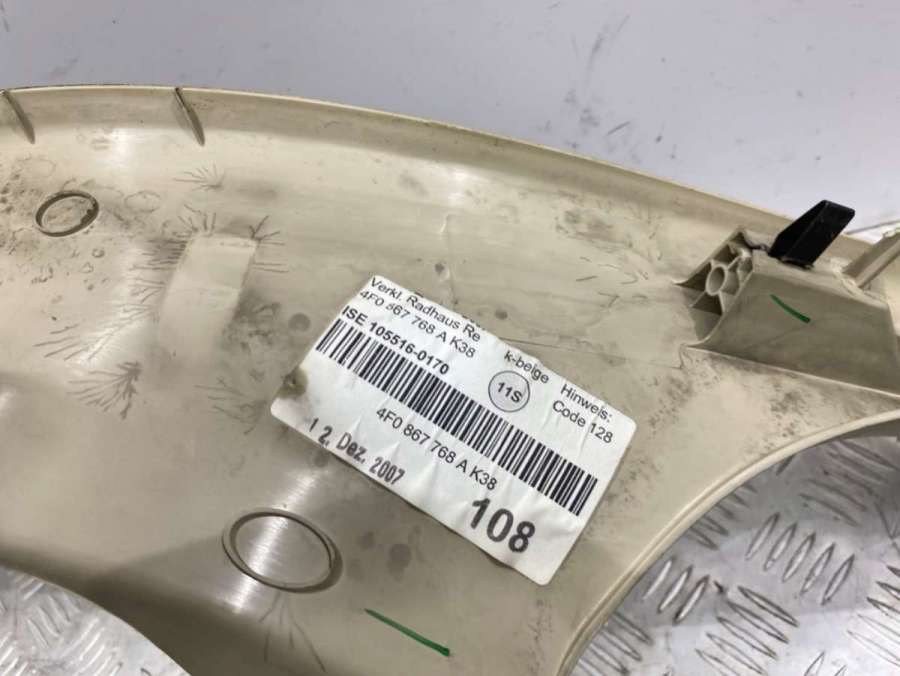 Verkl. Radhaus Re
4F0 867 768 A K38
k-beige
Hinweis:
ISE 105516-0170
11S
Code 128
4F0 867 768 A K38
2. Dez. 2007
108